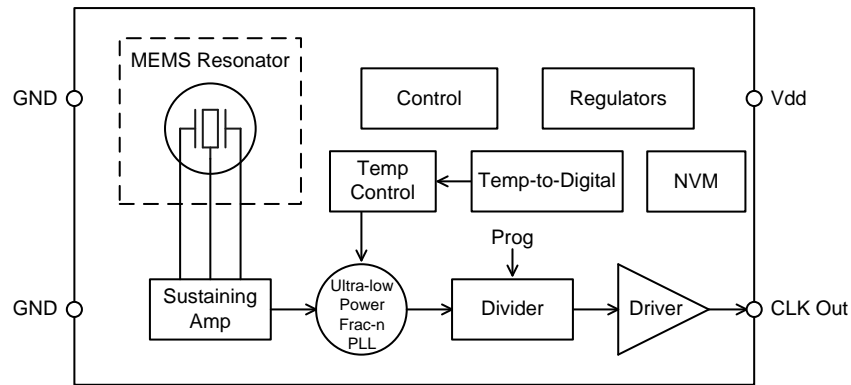 MEMS Resonator
GND
Control
Regulators
Vdd
Temp
Control
Temp-to-Digital
NVM
Prog
GND
Sustaining
Amp
Ultra-low
Power
Frac-n
PLL
Divider
Driver
CLK Out